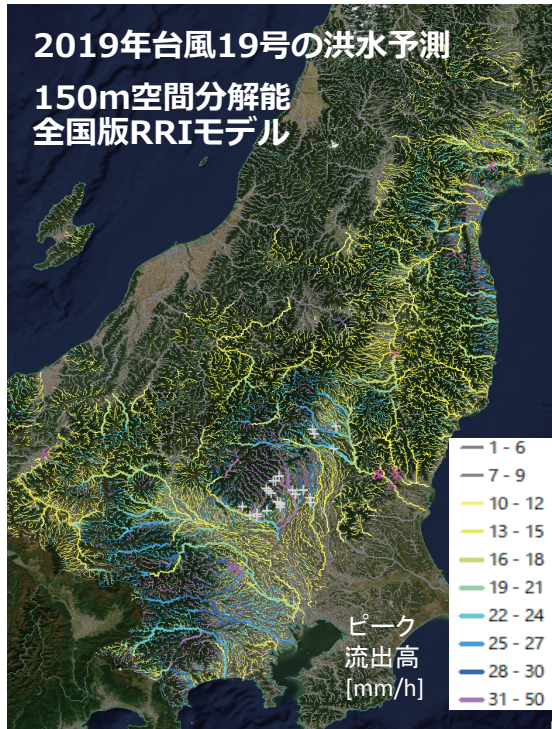 2019年台風19号の洪水予測
150m空間分解能
全国版RRIモデル
ピーク
流出高
[mm/h]
1 - 6
7 - 9
10 - 12
13 - 15
16 - 18
19 - 21
22 - 24
25 - 27
28 - 30
31 - 50